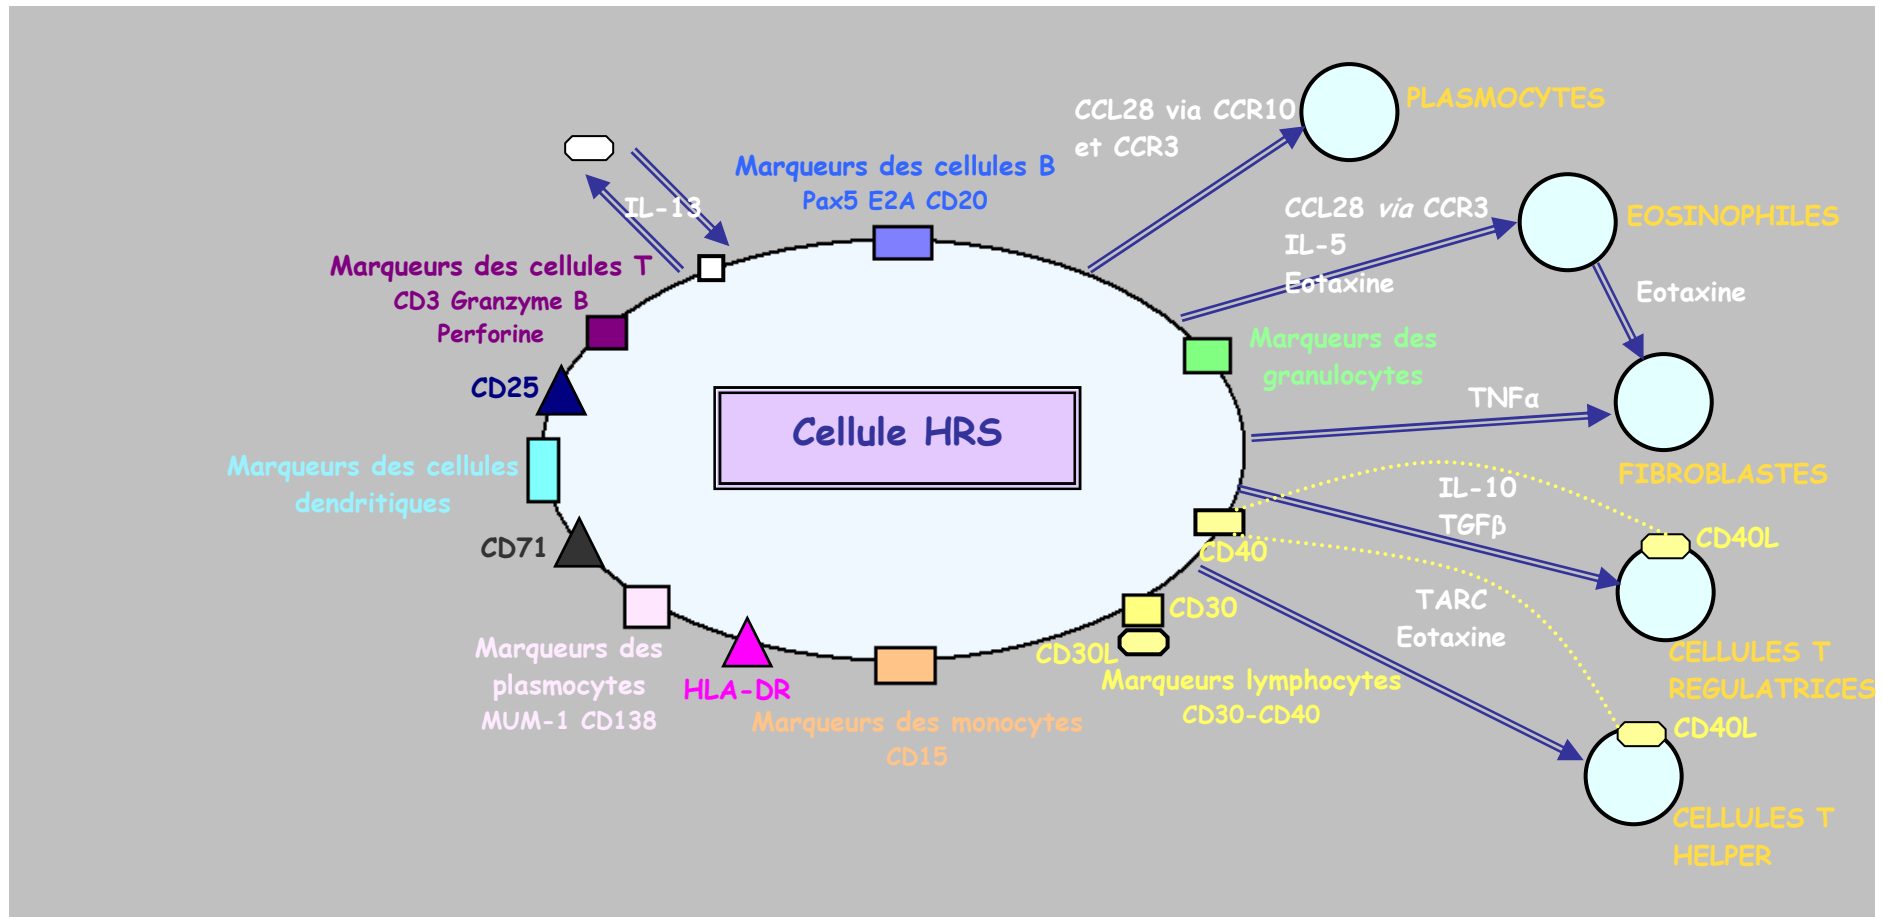 CCL28 via CCR10
et CCR3
PLASMOCYTES
Marqueurs des cellules B
Pax5 E2A CD20
IL-13
CCL28 via CCR3
IL-5
Eotaxine
EOSINOPHILES
Marqueurs des cellules T
CD3 Granzyme B
Perforine
Eotaxine
Marqueurs des
granulocytes
CD25
TNFα
Cellule HRS
Marqueurs des cellules
dendritiques
FIBROBLASTES
IL-10
TGFβ
CD40L
CD71
CD40
TARC
Eotaxine
CD30
CD30L
Marqueurs des
plasmocytes
MUM-1 CD138
HLA-DR
CELLULES T
REGULATRICES
Marqueurs lymphocytes
CD30-CD40
Marqueurs des monocytes
CD15
CD40L
CELLULES T
HELPER